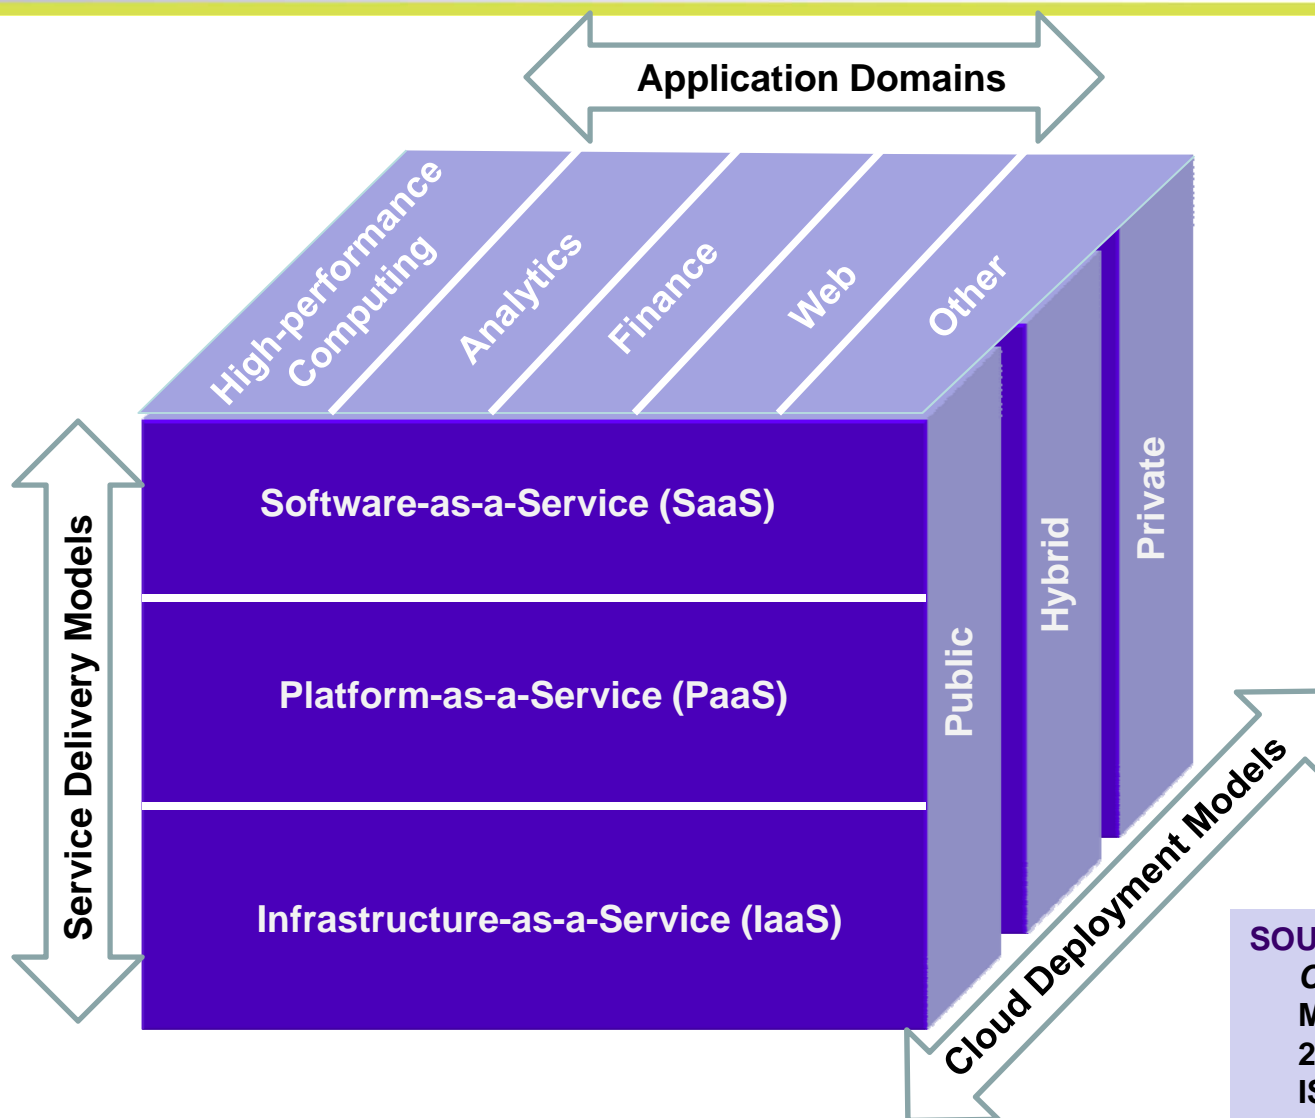 Application Domains
High-performance
Computing
Analytics
Finance
Web
Other
Service Delivery Models
Software-as-a-Service (SaaS)
Platform-as-a-Service (PaaS)
Infrastructure-as-a-Service (IaaS)
Public
Hybrid
Private
Cloud Deployment Models